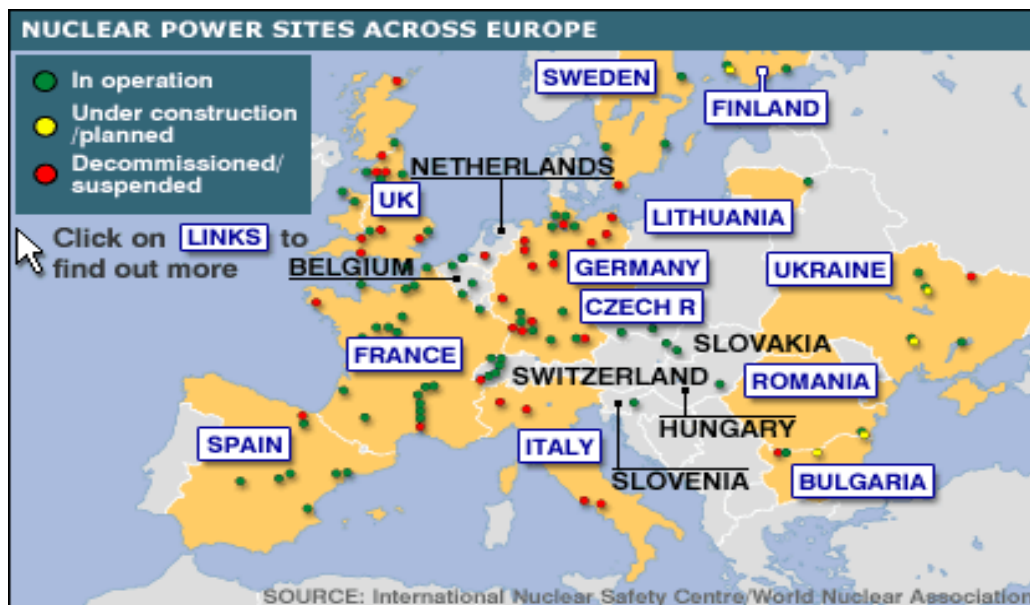 NUCLEAR POWER SITES ACROSS EUROPE
In operation
Under construction
/planned
Decommissioned/
suspended
Click on LINKS to
find out more
SWEDEN
FINLAND
NETHERLANDS
UK
LITHUANIA
BELGIUM
GERMANY
UKRAINE
CZECH R
FRANCE
SLOVAKIA
SWITZERLAND
ROMANIA
SPAIN
ITALY
HUNGARY
SLOVENIA
BULGARIA
SOURCE: International Nuclear Safety Centre/World Nuclear Association